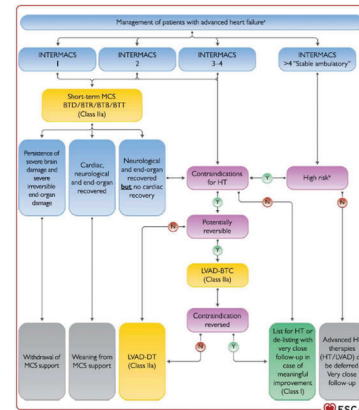 Management of patients with advanced heart failureᵃ
INTERMACS
1
INTERMACS
2
INTERMACS
3–4
INTERMACS
>4 "Stable ambulatory"
Short-term MCS
BTD/BTR/BTB/BTT
(Class IIa)
Persistence of
severe brain
damage and
severe
irreversible
end organ
damage
Cardiac,
neurological
and end-organ
recovered
Neurological
and end-organ
recovered
but no cardiac
recovery
Contraindications
for HT
Y
High riskᵇ
N
Y
N
N
Potentially
reversible
Y
LVAD-BTC
(Class IIa)
Contraindication
reversed
N
Y
Withdrawal of
MCS support
Weaning from
MCS support
LVAD-DT
(Class IIa)
List for HT or
de-listing with
very close
follow-up in
case of
meaningful
improvement
(Class I)
Advanced HF
therapies
(HT/LVAD) can
be deferred.
Very close
follow-up
ESC